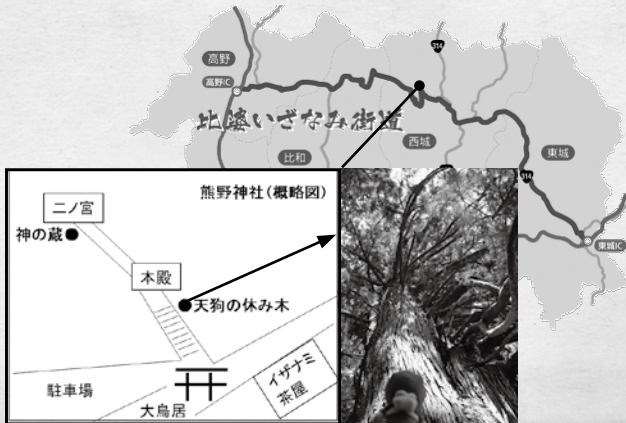 高野
高野IC
314
比婆いざなみ街道
西城
比和
東城
314
東城IC
熊野神社(概略図)
二ノ宮
神の蔵
本殿
天狗の休み木
イザナミ
茶屋
駐車場
大鳥居